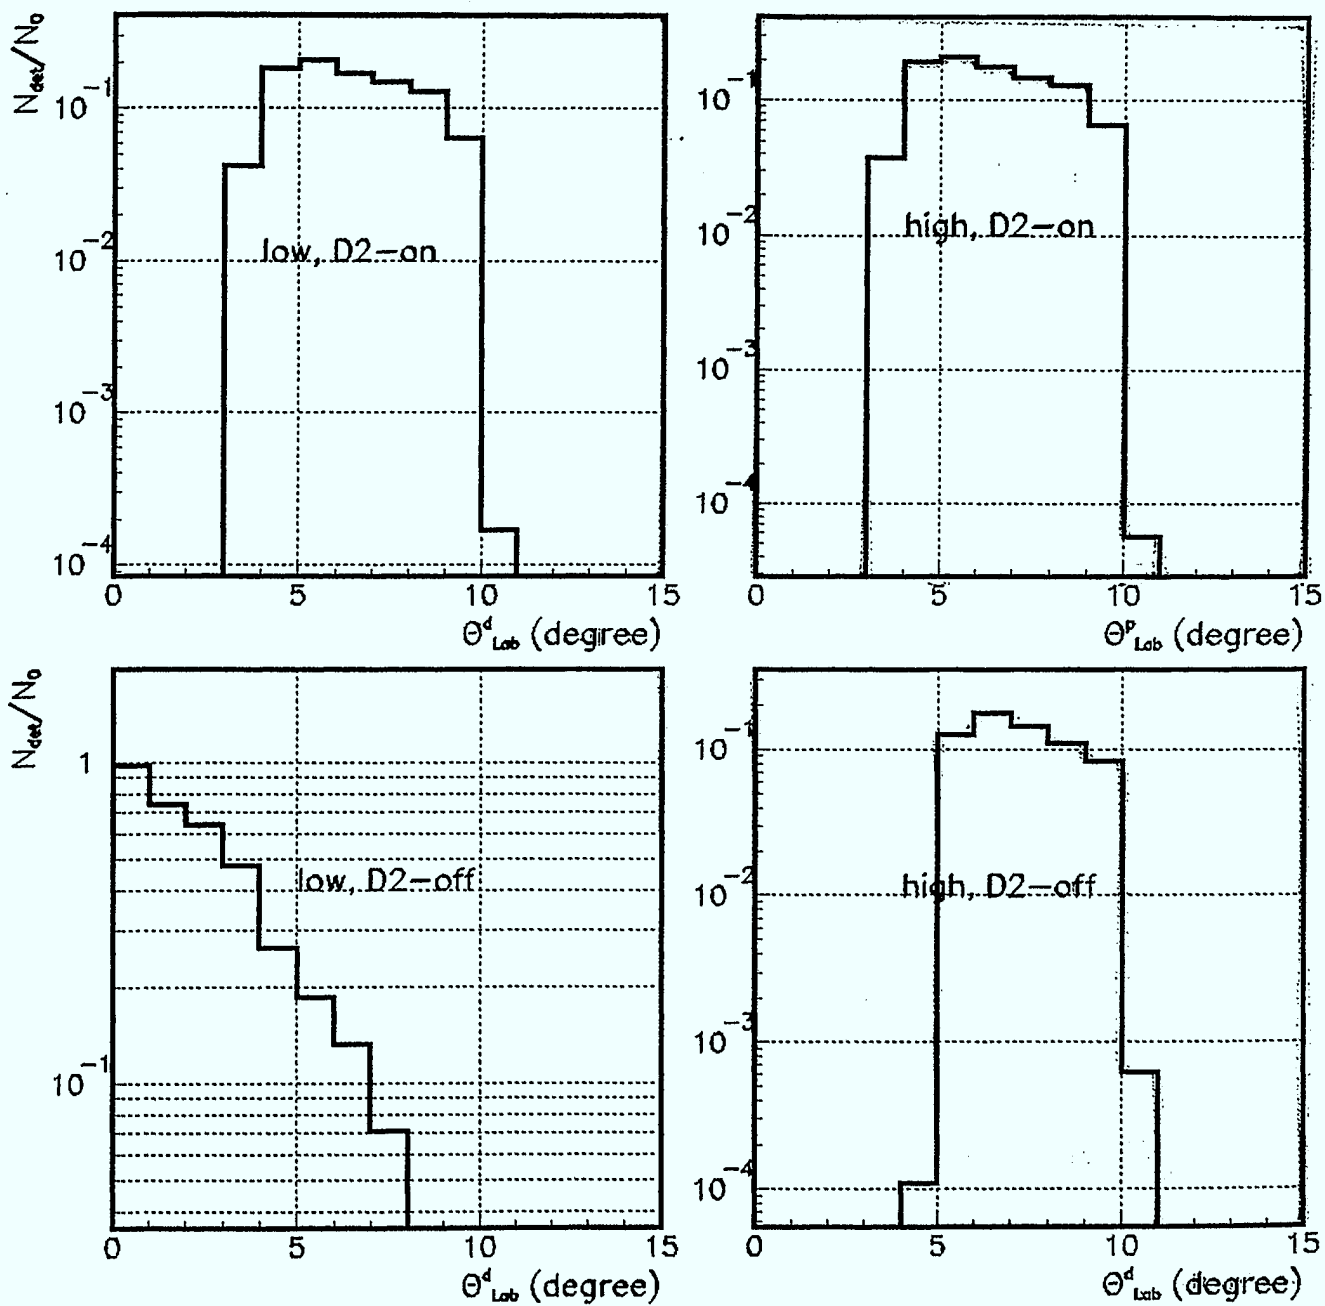 N_det/N_0
10^-1
10^-2
10^-3
10^-4
low, D2-on
0 5 10 15
Θ^d_Lab (degree)
10^-1
10^-2
10^-3
10^-4
high, D2-on
0 5 10 15
Θ^p_Lab (degree)
N_det/N_0
1
10^-1
low, D2-off
0 5 10 15
Θ^d_Lab (degree)
10^-1
10^-2
10^-3
10^-4
high, D2-off
0 5 10 15
Θ^d_Lab (degree)